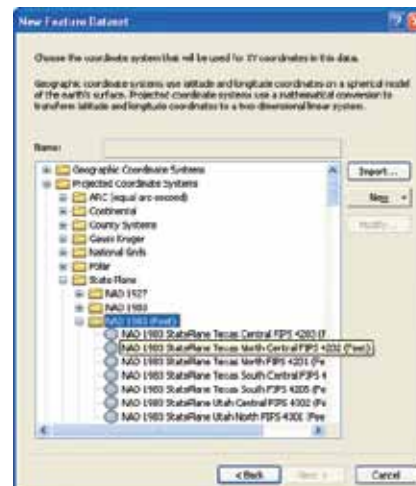 New Feature Dataset
Choose the coordinate system that will be used for XY coordinates in this data.
Geographic coordinate systems use latitude and longitude coordinates on a spherical model
of the earth's surface. Projected coordinate systems use a mathematical conversion to
transform latitude and longitude coordinates to a two-dimensional linear system.
Name:
Geographic Coordinate Systems
Import...
Projected Coordinate Systems
ARC (equal arc-second)
New
Continental
County Systems
Modify...
Gauss Kruger
National Grids
Polar
State Plane
NAD 1927
NAD 1983
NAD 1983 (Feet)
NAD 1983 StatePlane Texas Central FIPS 4203 (F
NAD 1983 StatePlane Texas North Central FIPS 4202 (Feet)
NAD 1983 StatePlane Texas North FIPS 4201 (Fe
NAD 1983 StatePlane Texas South Central FIPS 4
NAD 1983 StatePlane Texas South FIPS 4205 (Fe
NAD 1983 StatePlane Utah Central FIPS 4302 (Fe
NAD 1983 StatePlane Utah North FIPS 4301 (Fee
< Back
Next >
Cancel